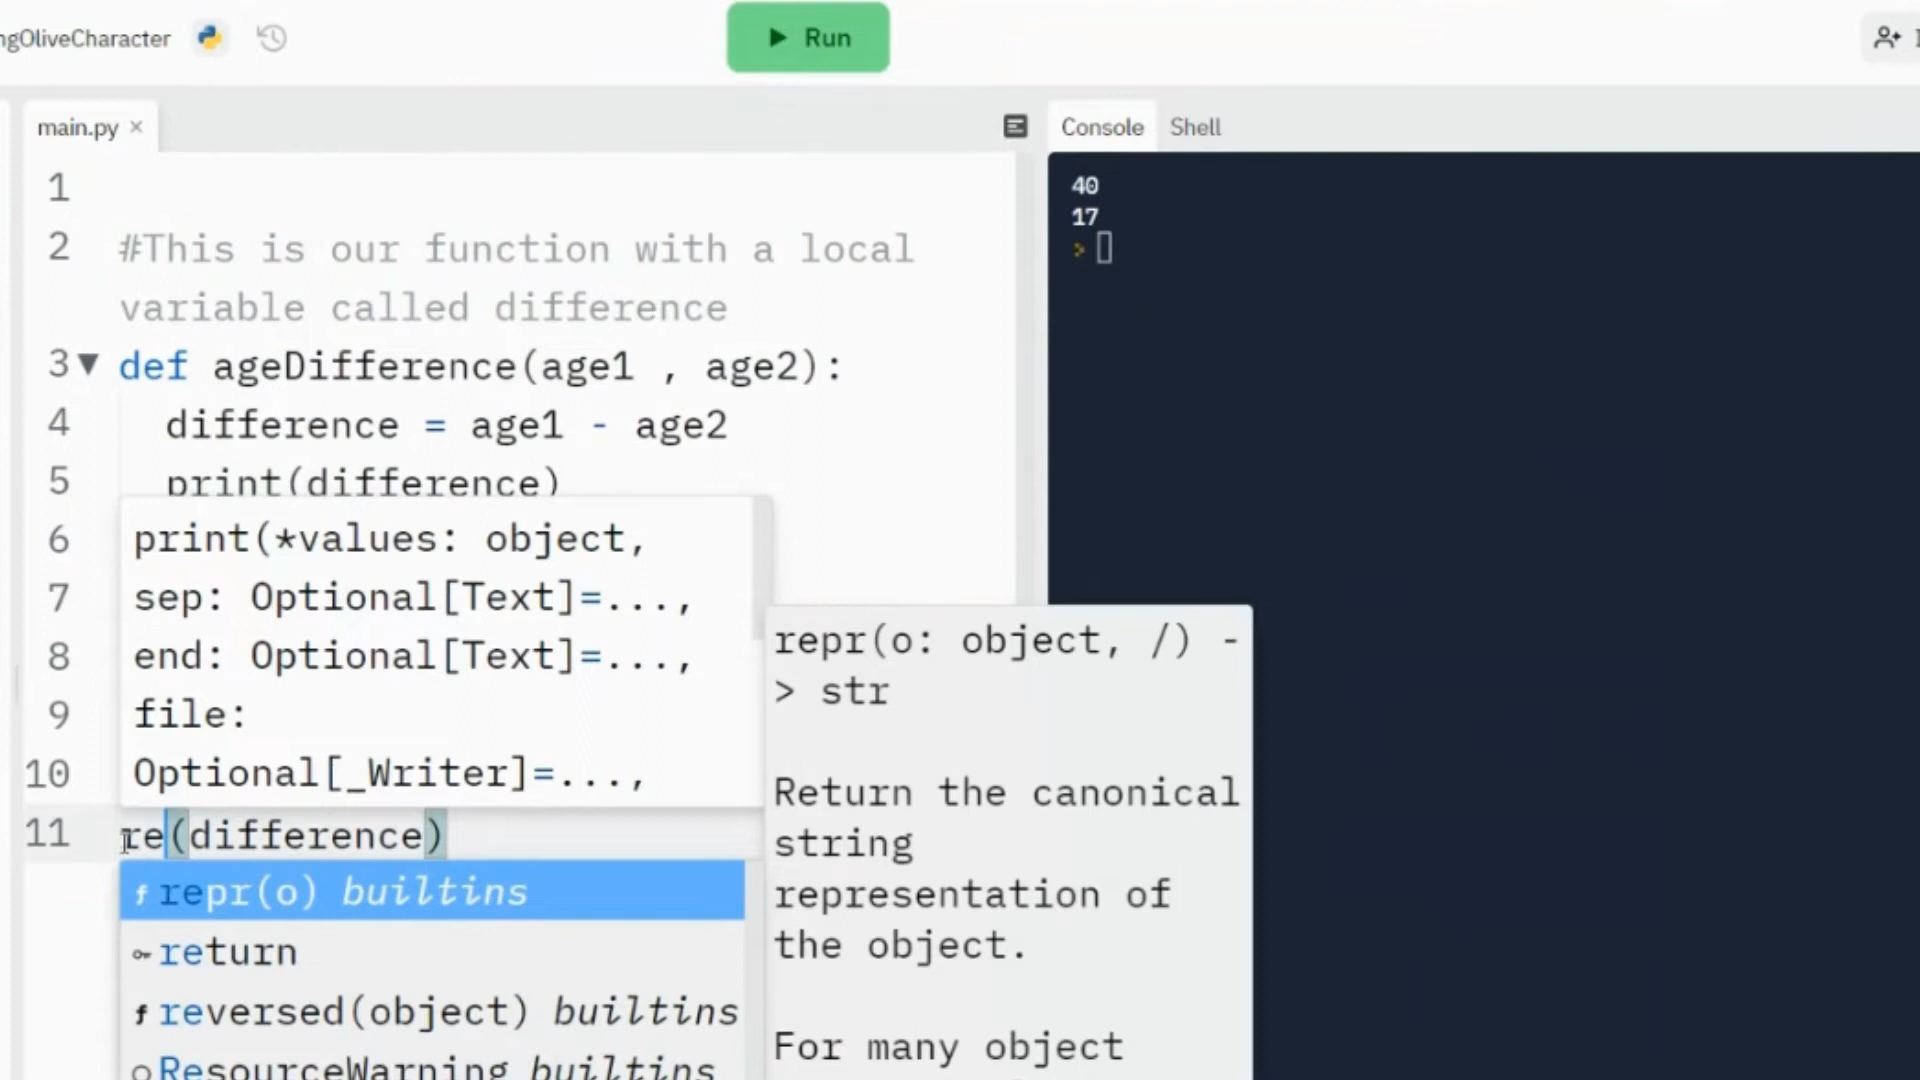 ngOliveCharacter
Run
main.py ×
Console
Shell
1
2 #This is our function with a local
variable called difference
3 def ageDifference(age1 , age2):
4 difference = age1 - age2
5 print(difference)
6
7
8
9
10
11 re(difference)
print(*values: object,
sep: Optional[Text]=...,
end: Optional[Text]=...,
file:
Optional[_Writer]=...,
f repr(o) builtins
return
f reversed(object) builtins
ResourceWarning builtins
repr(o: object, /) -
> str
Return the canonical
string
representation of
the object.
For many object
40
17
>